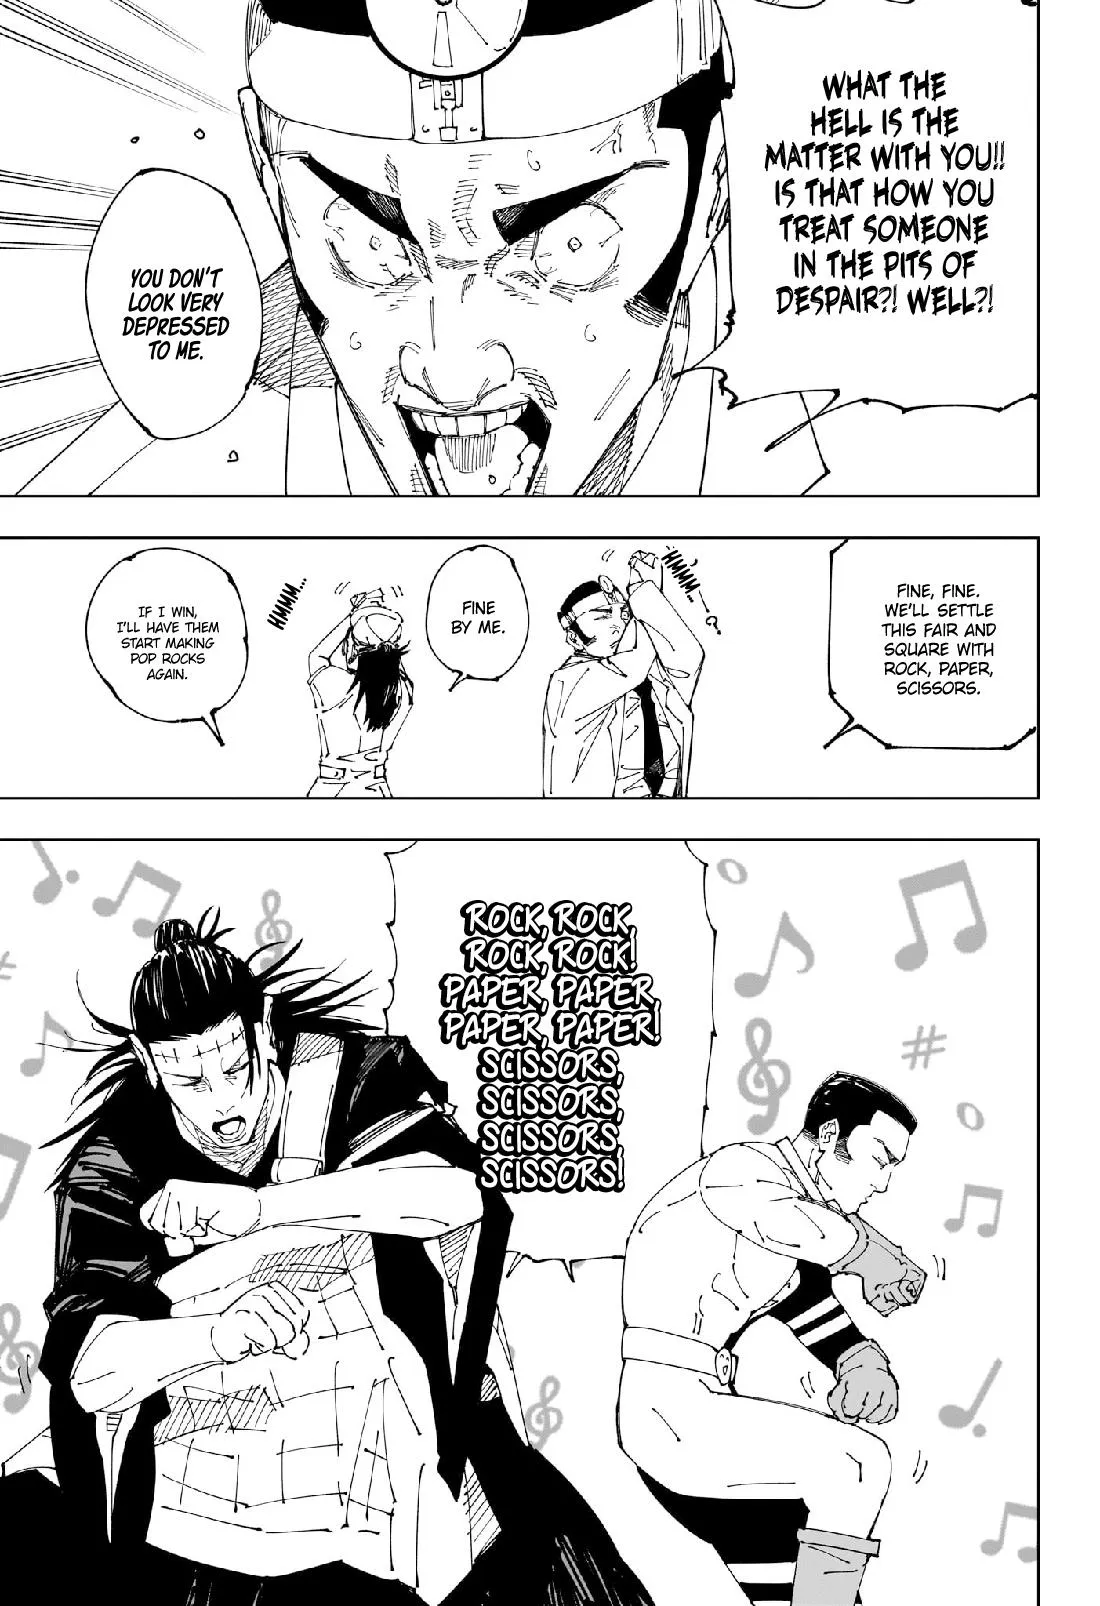 WHAT THE
HELL IS THE
MATTER WITH YOU!!
IS THAT HOW YOU
TREAT SOMEONE
IN THE PITS OF
DESPAIR?! WELL?!
YOU DON'T
LOOK VERY
DEPRESSED
TO ME.
FINE, FINE.
WE'LL SETTLE
THIS FAIR AND
SQUARE WITH
ROCK, PAPER,
SCISSORS.
HMM...?
FINE
BY ME.
HMMM...
IF I WIN,
I'LL HAVE THEM
START MAKING
POP ROCKS
AGAIN.
ROCK, ROCK,
ROCK, ROCK!
PAPER, PAPER,
PAPER, PAPER!
SCISSORS,
SCISSORS,
SCISSORS,
SCISSORS!